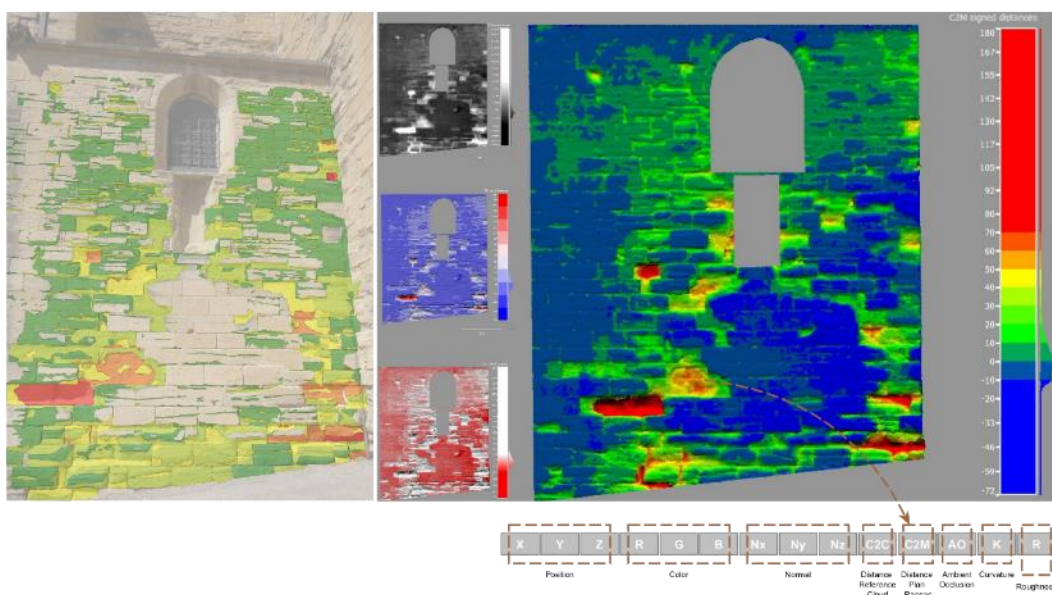 C2M signed distances
180
167
155
142
130
117
105
92
80
70
60
50
40
30
20
10
0
-10
-20
-33
-46
-59
-72
X Y Z R G B Nx Ny Nz C2C C2M AO K R
Position
Color
Normal
Distance
Reference
Cloud
Distance
Plan
Ransac
Ambient
Occlusion
Curvature
Roughness